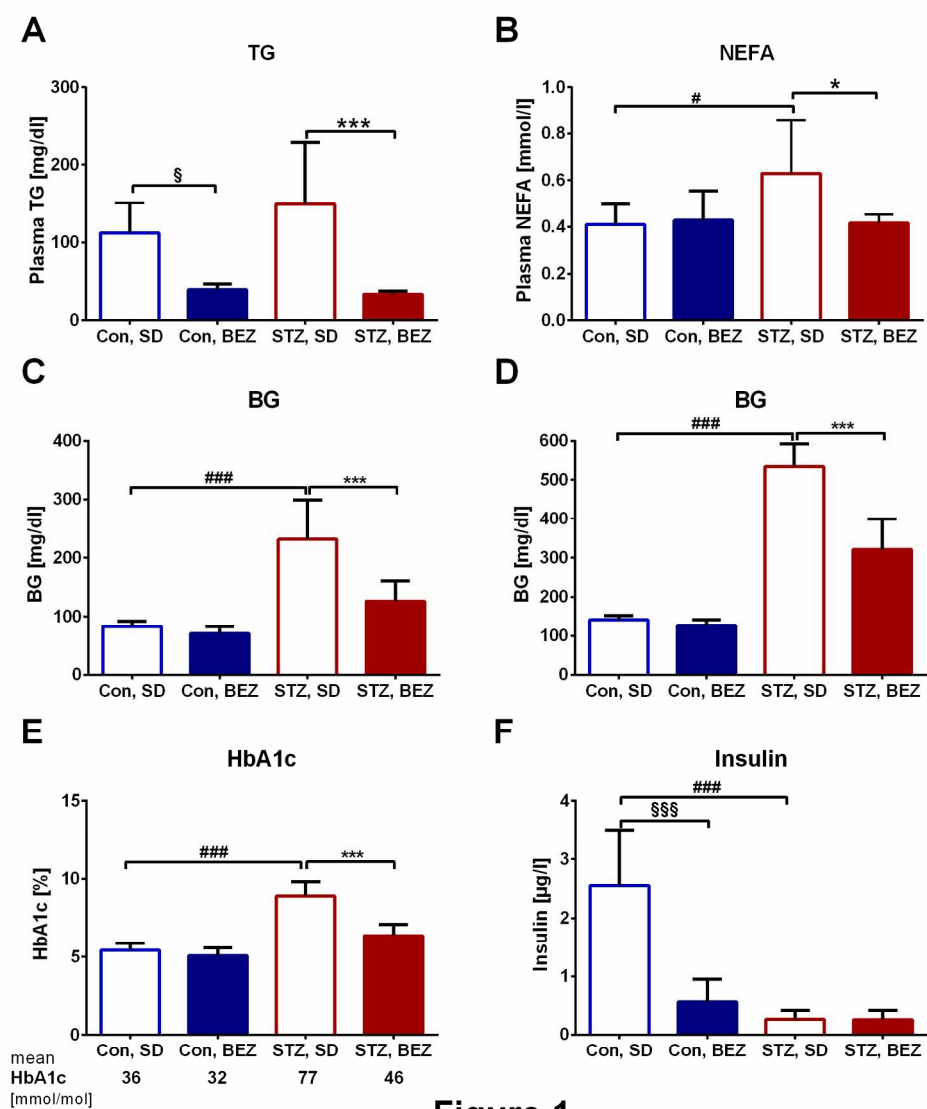 A
TG
Plasma TG [mg/dl]
300
200
100
0
§
***
Con, SD Con, BEZ STZ, SD STZ, BEZ
B
NEFA
Plasma NEFA [mmol/l]
1.0
0.8
0.6
0.4
0.2
0.0
#
*
Con, SD Con, BEZ STZ, SD STZ, BEZ
C
BG
BG [mg/dl]
400
300
200
100
0
###
***
Con, SD Con, BEZ STZ, SD STZ, BEZ
D
BG
BG [mg/dl]
600
500
400
300
200
100
0
###
***
Con, SD Con, BEZ STZ, SD STZ, BEZ
E
HbA1c
HbA1c [%]
15
10
5
0
###
***
Con, SD Con, BEZ STZ, SD STZ, BEZ
mean
HbA1c 36 32 77 46
[mmol/mol]
F
Insulin
Insulin [µg/l]
4
3
2
1
0
###
§§§
Con, SD Con, BEZ STZ, SD STZ, BEZ